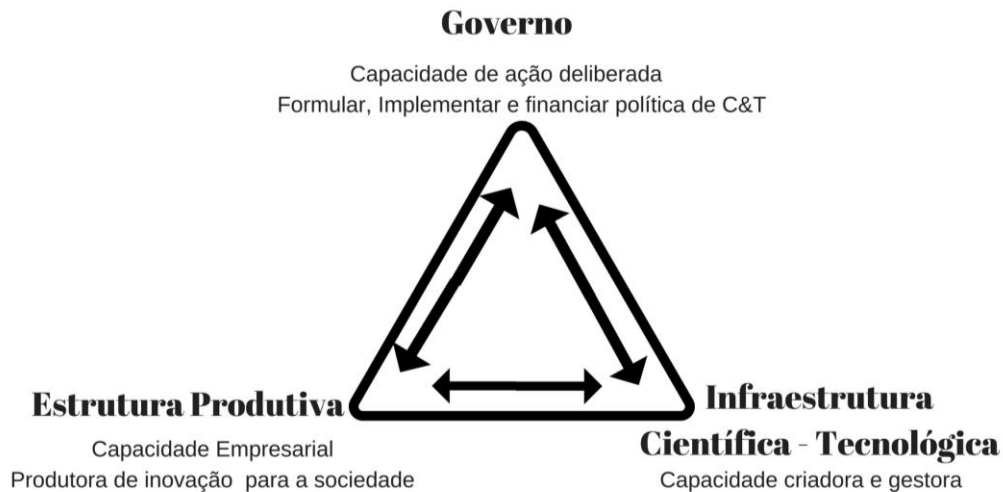 Governo
Capacidade de ação deliberada
Formular, Implementar e financiar política de C&T
Estrutura Produtiva
Capacidade Empresarial
Produtora de inovação para a sociedade
Infraestrutura
Científica - Tecnológica
Capacidade criadora e gestora